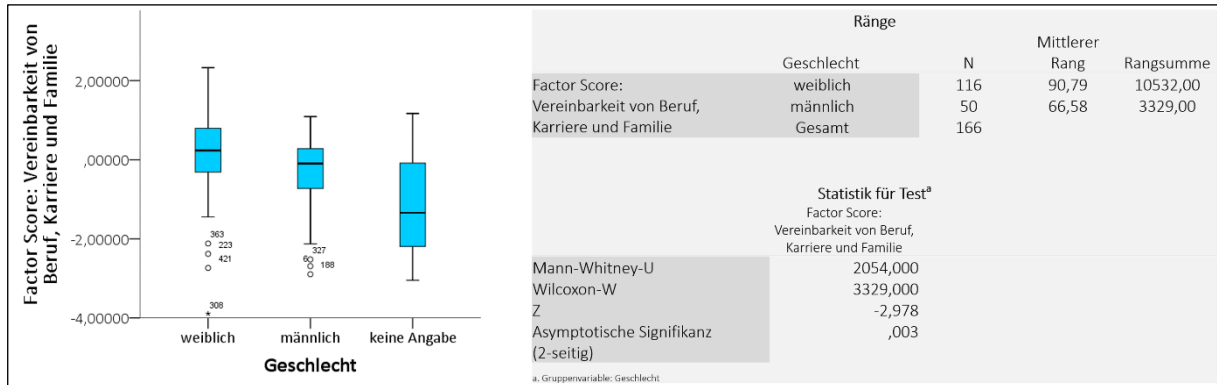 Factor Score: Vereinbarkeit von
Beruf, Karriere und Familie
2,00000
,00000
-2,00000
-4,00000
363
223
421
308
327
6
188
weiblich männlich keine Angabe
Geschlecht
Ränge
Geschlecht N Mittlerer Rang Rangsumme
Factor Score: weiblich 116 90,79 10532,00
Vereinbarkeit von Beruf, männlich 50 66,58 3329,00
Karriere und Familie Gesamt 166
Statistik für Testa
Factor Score:
Vereinbarkeit von Beruf,
Karriere und Familie
Mann-Whitney-U 2054,000
Wilcoxon-W 3329,000
Z -2,978
Asymptotische Signifikanz ,003
(2-seitig)
a. Gruppenvariable: Geschlecht